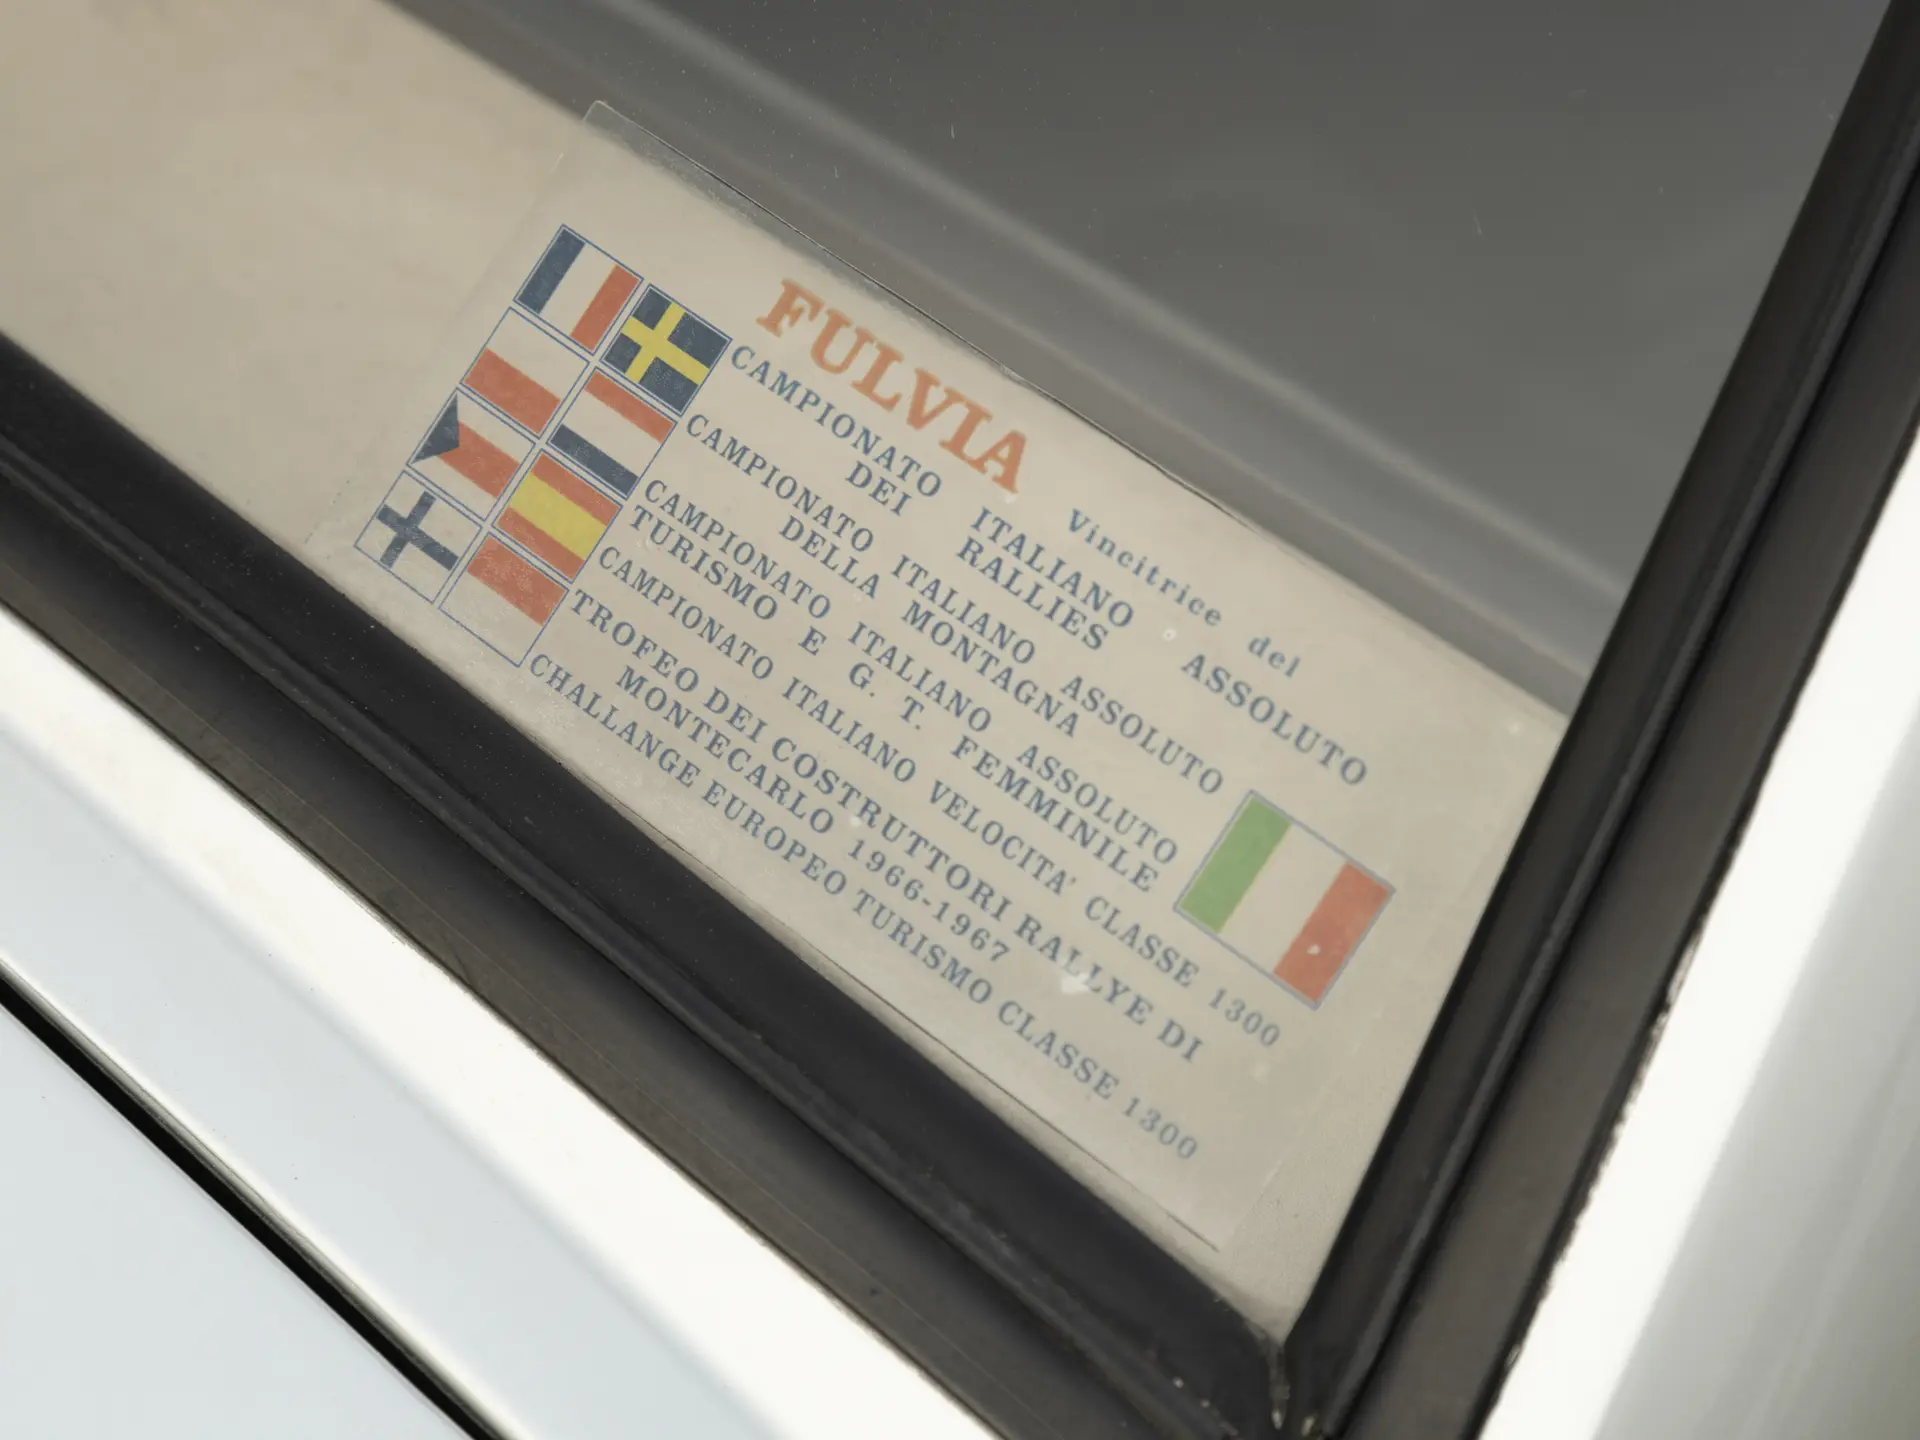 FULVIA Vincitrice del
CAMPIONATO ITALIANO ASSOLUTO
DEI RALLIES
CAMPIONATO ITALIANO ASSOLUTO
DELLA MONTAGNA
CAMPIONATO ITALIANO ASSOLUTO
TURISMO E G. T. FEMMINILE
CAMPIONATO ITALIANO VELOCITA' CLASSE 1300
TROFEO DEI COSTRUTTORI RALLYE DI
MONTECARLO 1966-1967
CHALLANGE EUROPEO TURISMO CLASSE 1300